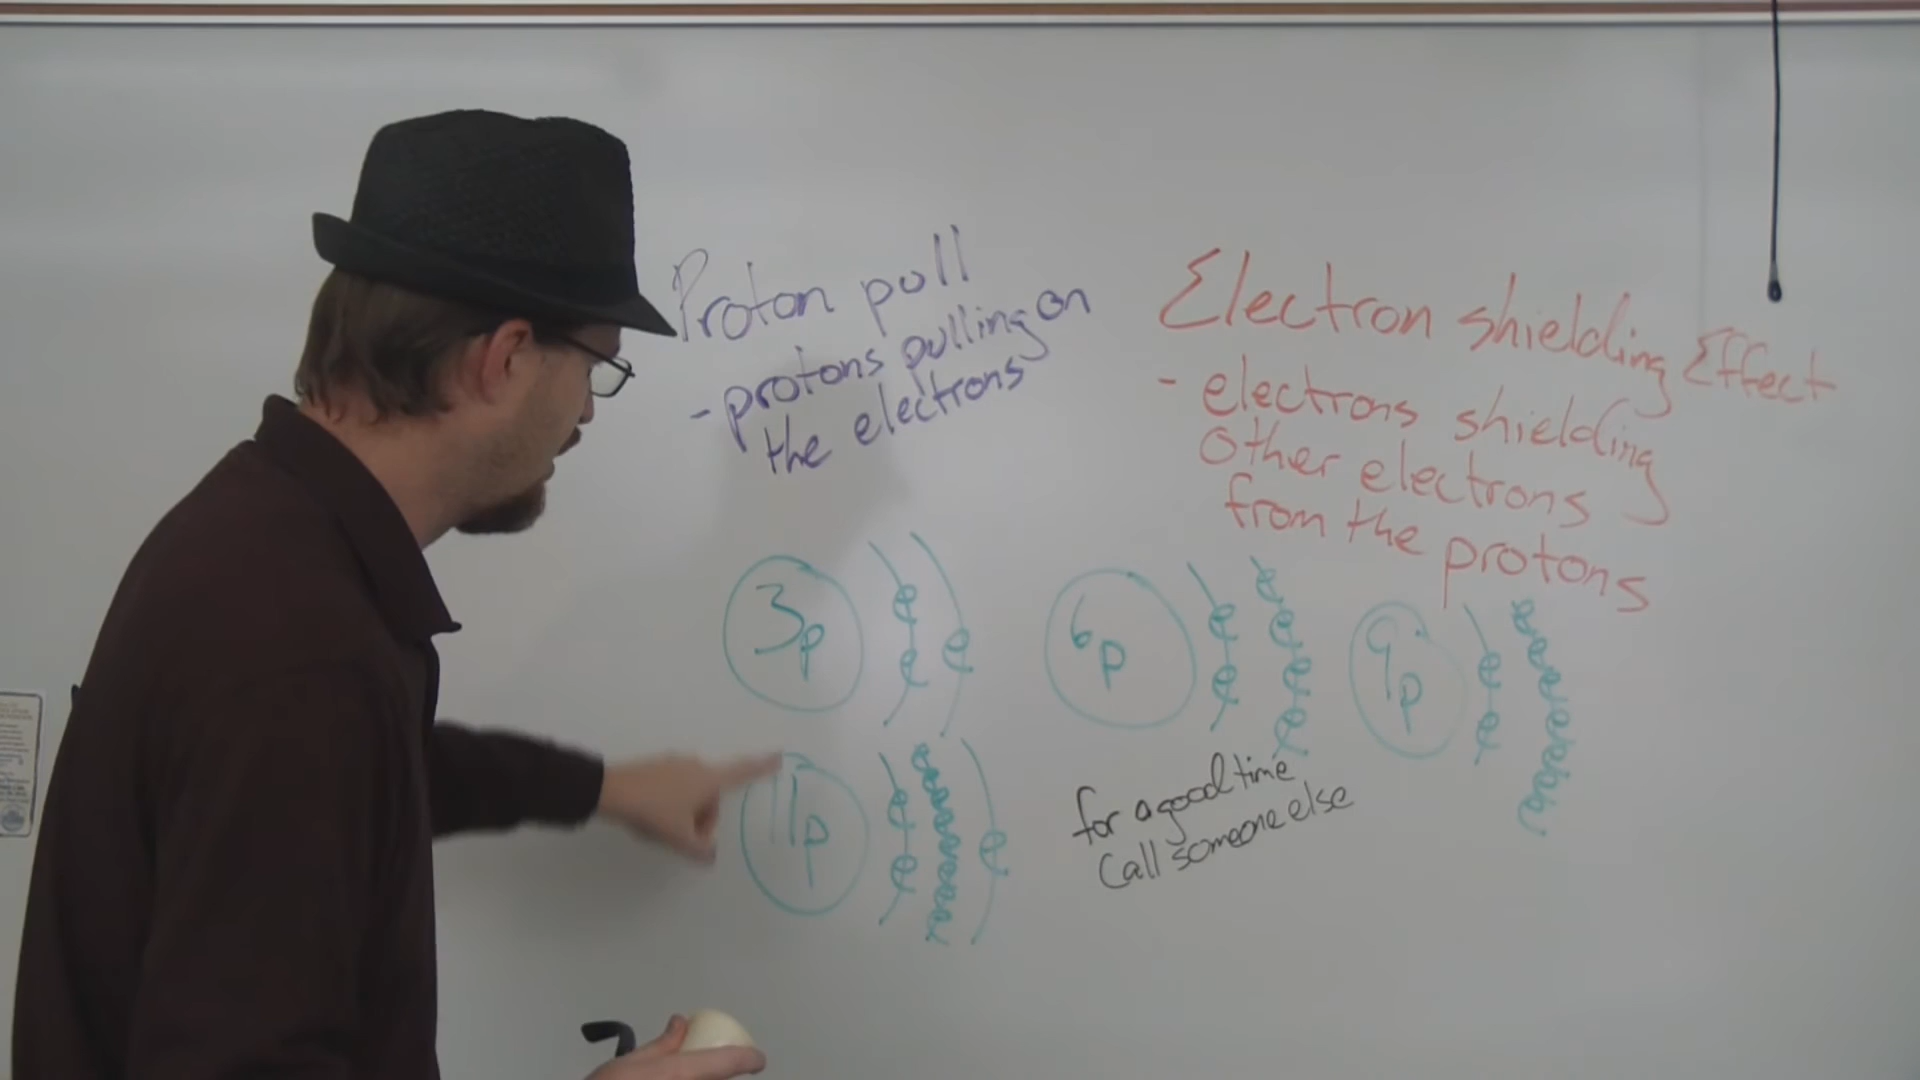 Proton pull
- protons pulling on
the electrons
Electron shielding Effect
- electrons shielding
other electrons
from the protons
3p
e
e
e
6p
9p
11p
for a good time
Call someone else